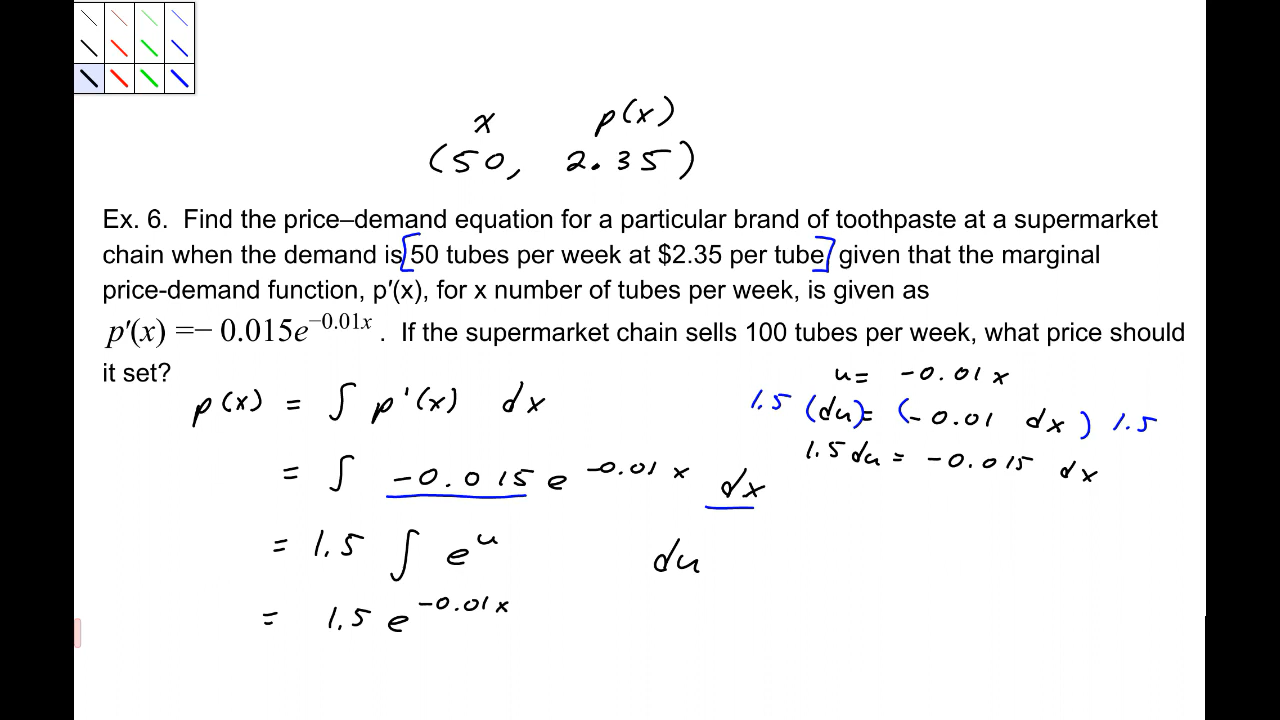 x p(x)
(50, 2.35)
Ex. 6. Find the price–demand equation for a particular brand of toothpaste at a supermarket
chain when the demand is [50 tubes per week at $2.35 per tube] given that the marginal
price-demand function, p′(x), for x number of tubes per week, is given as
p′(x) =− 0.015e^{−0.01x} . If the supermarket chain sells 100 tubes per week, what price should
it set?
u = -0.01x
p(x) = ∫ p'(x) dx
1.5 (du) = (-0.01 dx) 1.5
1.5 du = -0.015 dx
= ∫ -0.015 e^{-0.01x} dx
= 1.5 ∫ e^u du
= 1.5 e^{-0.01x}